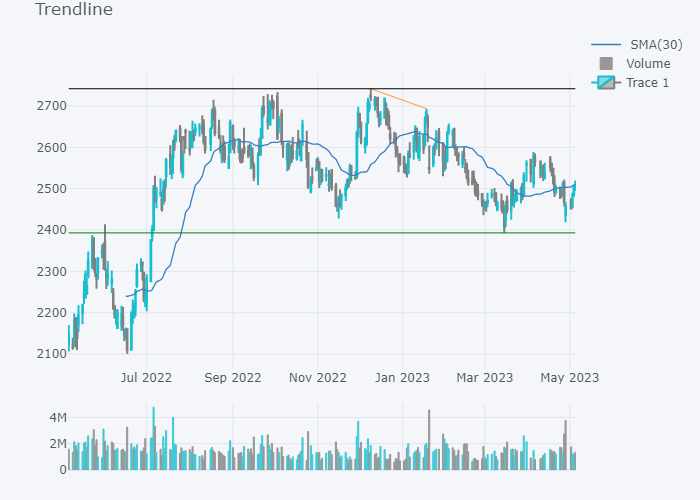 Trendline
SMA(30)
Volume
Trace 1
2700
2600
2500
2400
2300
2200
2100
Jul 2022
Sep 2022
Nov 2022
Jan 2023
Mar 2023
May 2023
4M
2M
0